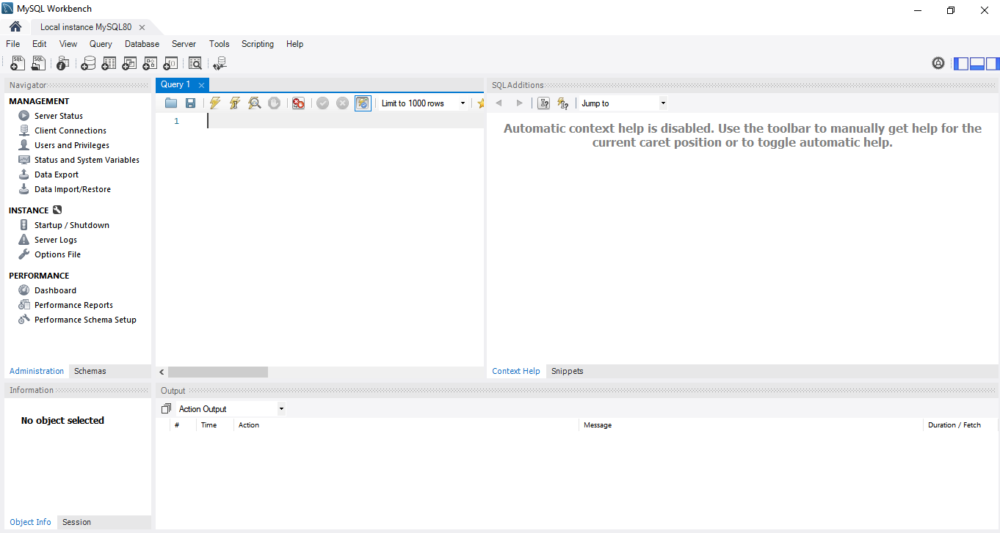 MySQL Workbench
Local instance MySQL80
File Edit View Query Database Server Tools Scripting Help
Navigator
MANAGEMENT
Server Status
Client Connections
Users and Privileges
Status and System Variables
Data Export
Data Import/Restore
INSTANCE
Startup / Shutdown
Server Logs
Options File
PERFORMANCE
Dashboard
Performance Reports
Performance Schema Setup
Administration Schemas
Query 1
Limit to 1000 rows
1
SQLAdditions
Jump to
Automatic context help is disabled. Use the toolbar to manually get help for the
current caret position or to toggle automatic help.
Context Help Snippets
Information
No object selected
Object Info Session
Output
Action Output
# Time Action Message Duration / Fetch